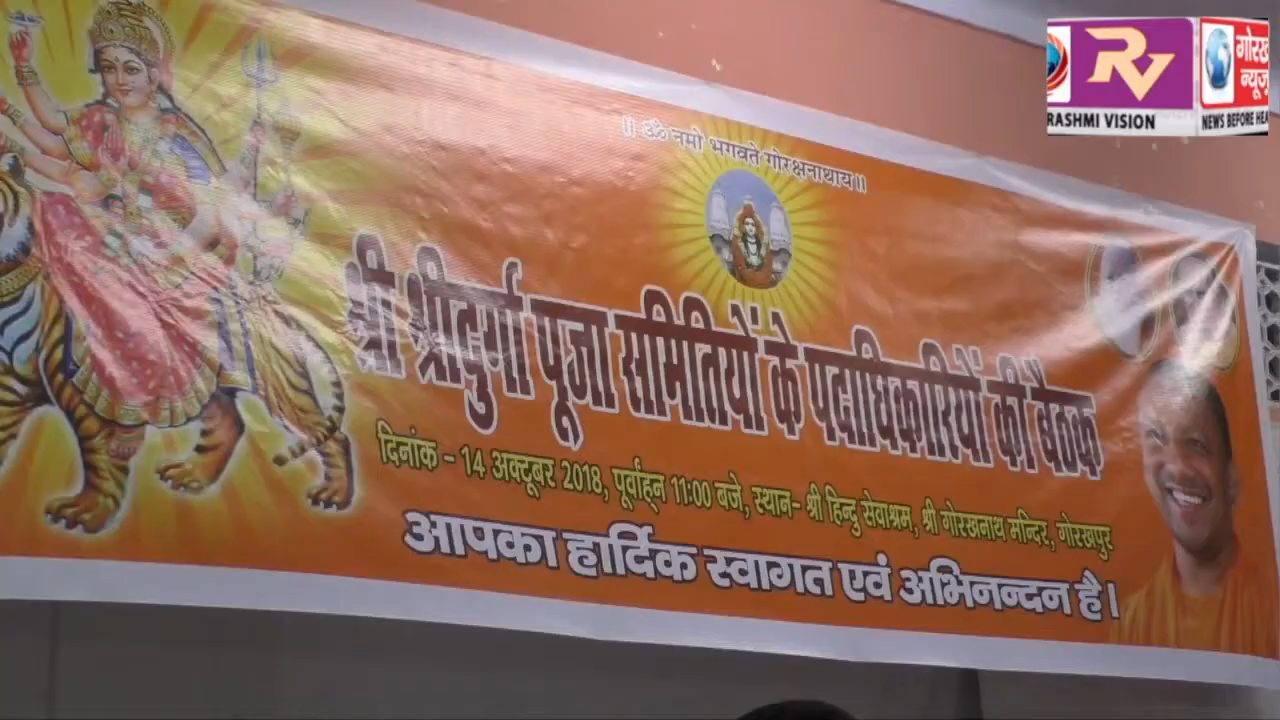 ।। ॐ नमो भगवते गोरक्षनाथाय।।
श्री श्रीदुर्गा पूजा समितियों के पदाधिकारियों की बैठक
दिनांक – 14 अक्टूबर 2018, पूर्वाह्न 11:00 बजे, स्थान– श्री हिन्दु सेवाश्रम, श्री गोरखनाथ मन्दिर, गोरखपुर
आपका हार्दिक स्वागत एवं अभिनन्दन है।
RV
RASHMI VISION
न्यूज
NEWS BEFORE